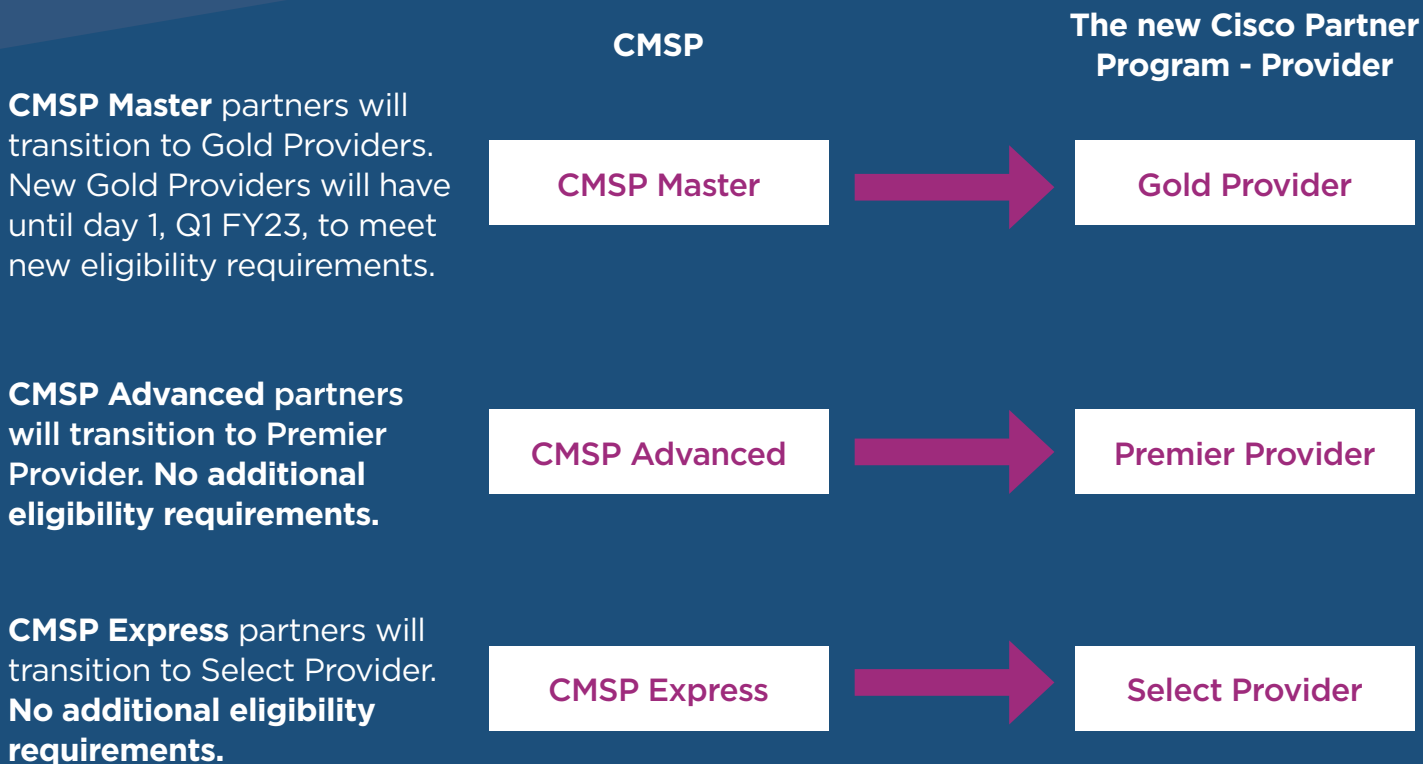 CMSP
The new Cisco Partner
Program - Provider
CMSP Master partners will
transition to Gold Providers.
New Gold Providers will have
until day 1, Q1 FY23, to meet
new eligibility requirements.
CMSP Master
Gold Provider
CMSP Advanced partners
will transition to Premier
Provider. No additional
eligibility requirements.
CMSP Advanced
Premier Provider
CMSP Express partners will
transition to Select Provider.
No additional eligibility
requirements.
CMSP Express
Select Provider